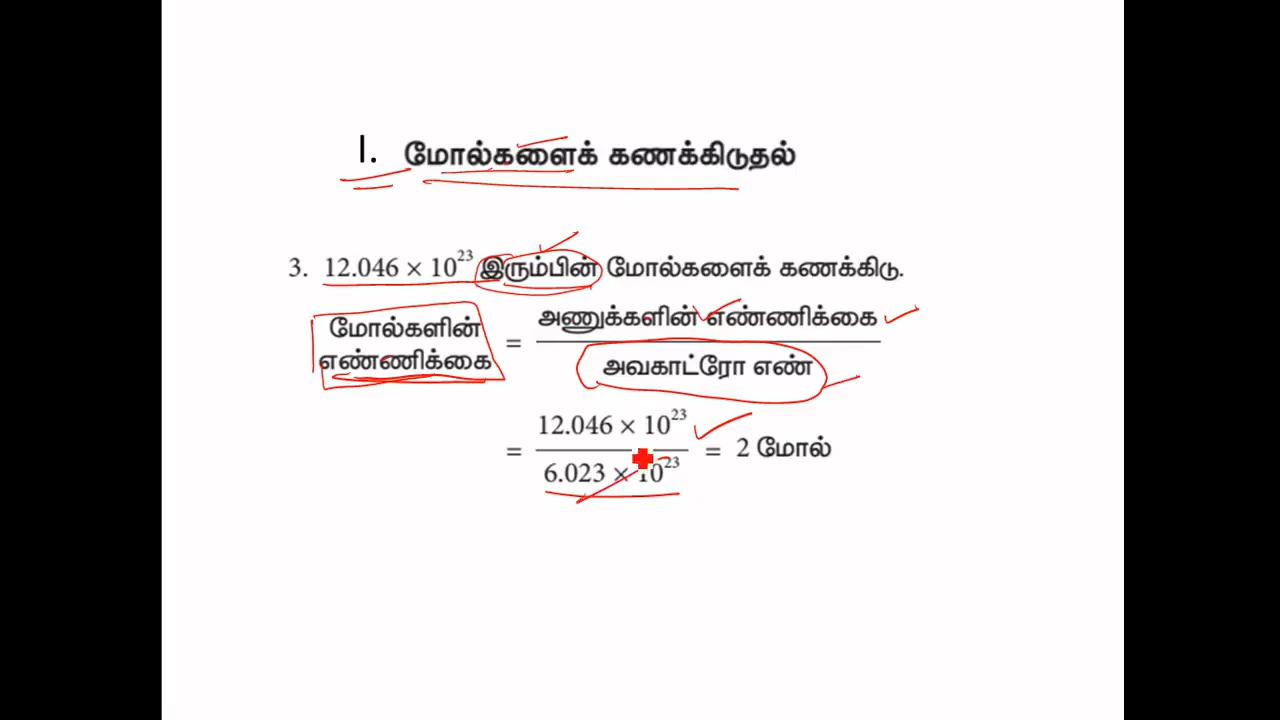 I. மோல்களைக் கணக்கிடுதல்
3. 12.046 × 10²³ இரும்பின் மோல்களைக் கணக்கிடு.
மோல்களின் எண்ணிக்கை = அணுக்களின் எண்ணிக்கை / அவகாட்ரோ எண்
= 12.046 × 10²³ / 6.023 × 10²³ = 2 மோல்